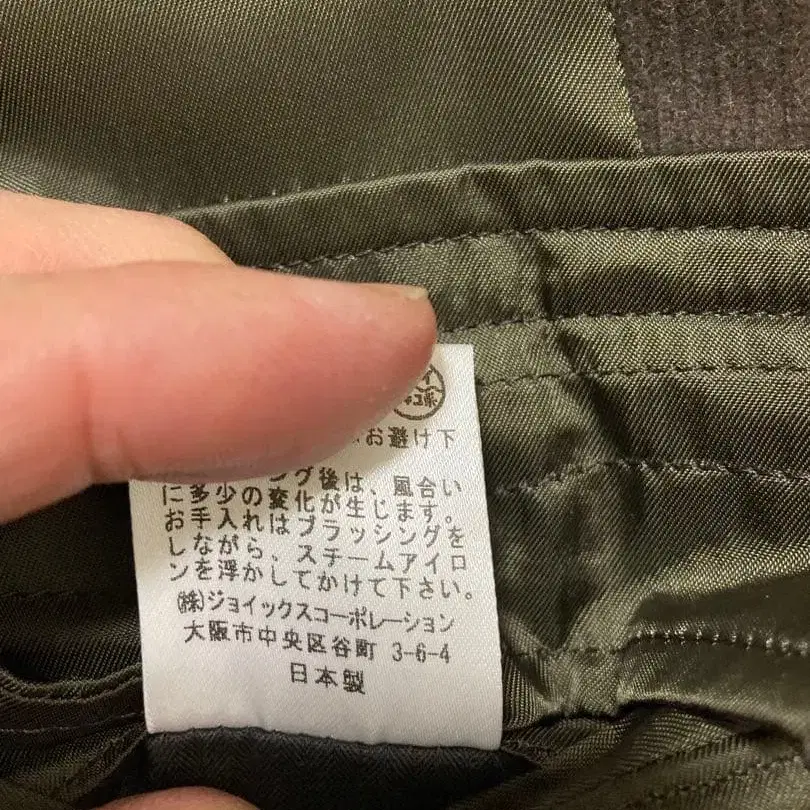 お避け下
グ後は、風合い
に多少の変化が生じます。
お手入れはブラッシングを
しながら、スチームアイロ
ンを浮かしてかけて下さい。
㈱ジョイックスコーポレーション
大阪市中央区谷町 3-6-4
日本製